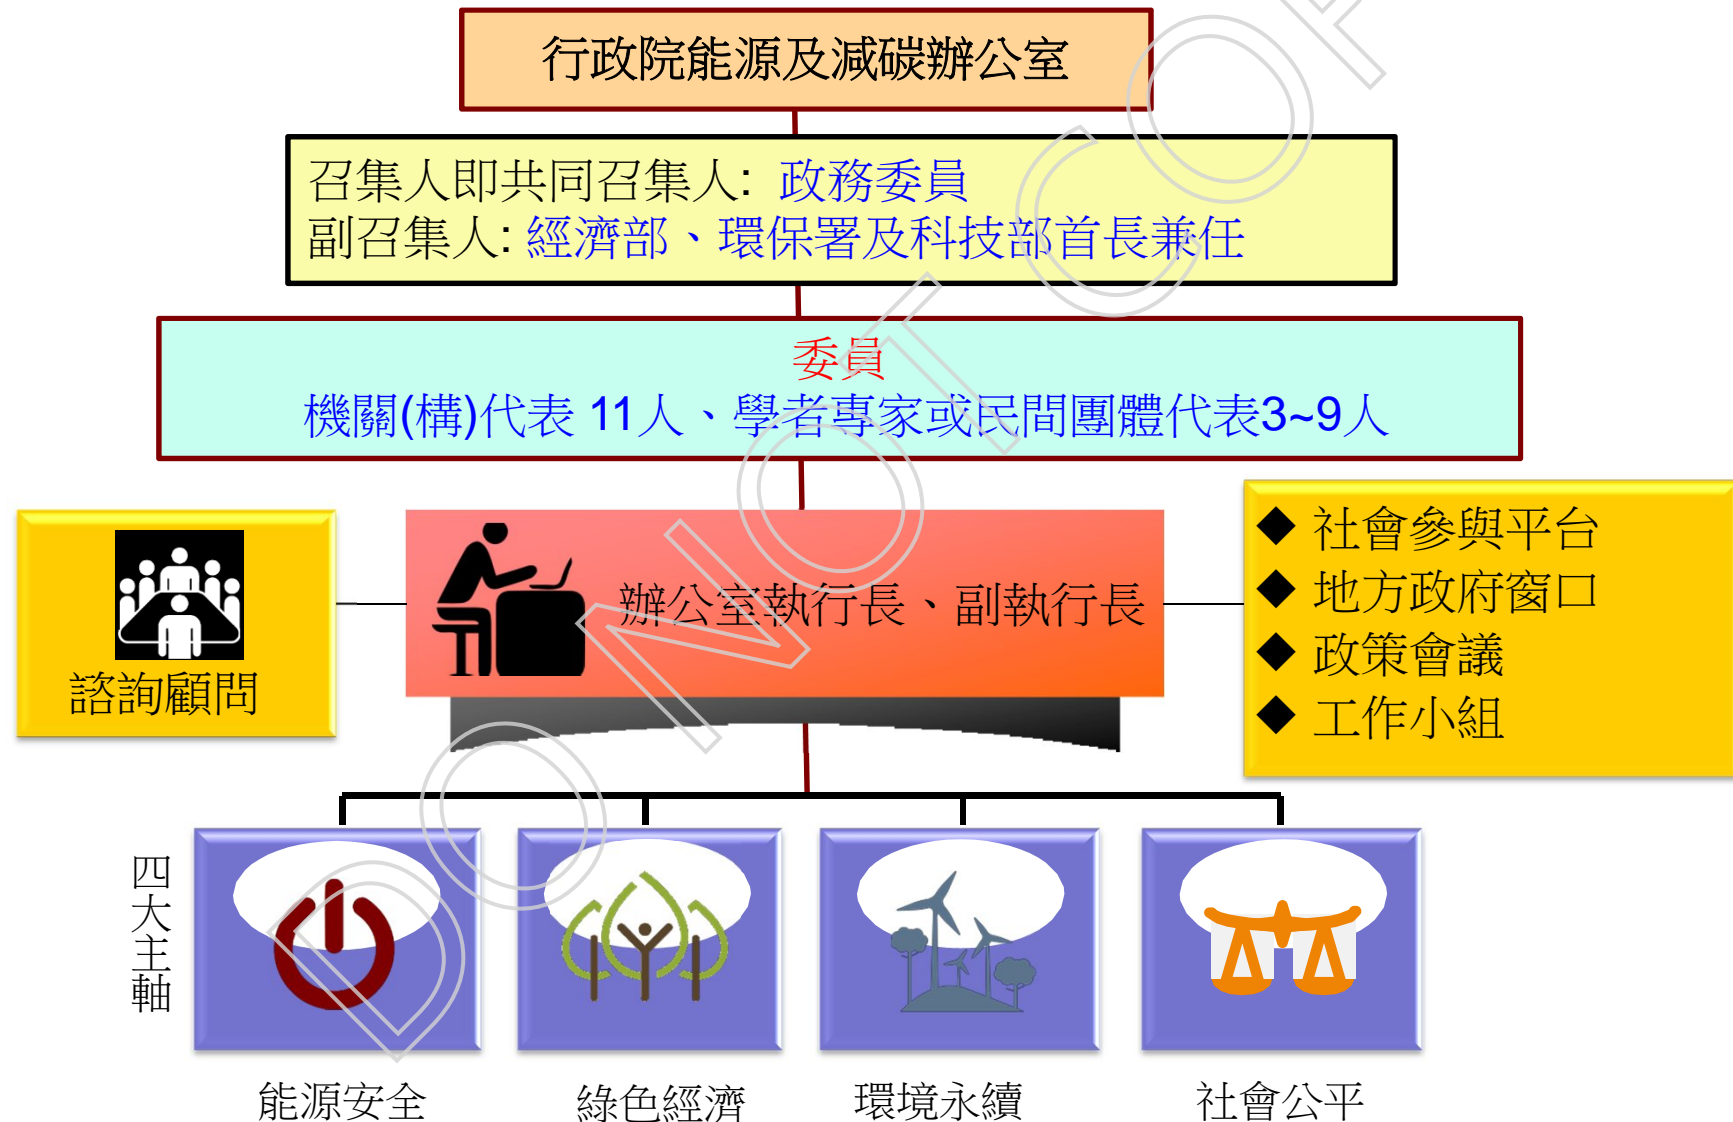 行政院能源及減碳辦公室
召集人即共同召集人: 政務委員
副召集人: 經濟部、環保署及科技部首長兼任
委員
機關(構)代表 11人、學者專家或民間團體代表3~9人
諮詢顧問
辦公室執行長、副執行長
◆ 社會參與平台
◆ 地方政府窗口
◆ 政策會議
◆ 工作小組
四大主軸
能源安全
綠色經濟
環境永續
社會公平
DO NOT COP